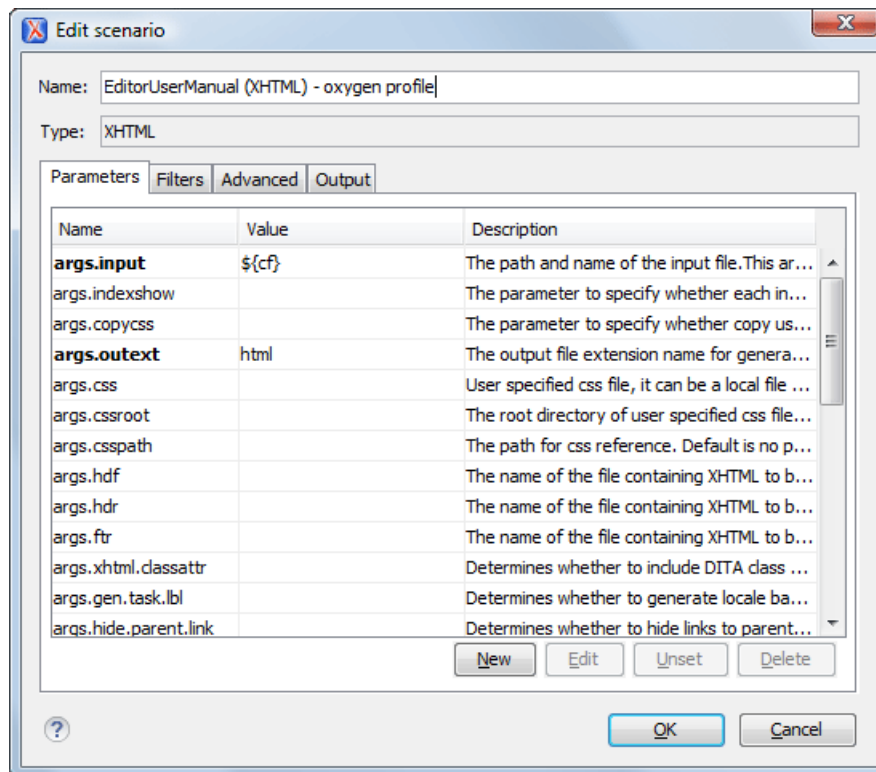 Edit scenario
Name: EditorUserManual (XHTML) - oxygen profile
Type: XHTML
Parameters Filters Advanced Output
Name Value Description
args.input ${cf} The path and name of the input file.This ar...
args.indexshow The parameter to specify whether each in...
args.copycss The parameter to specify whether copy us...
args.outext html The output file extension name for genera...
args.css User specified css file, it can be a local file ...
args.cssroot The root directory of user specified css file...
args.csspath The path for css reference. Default is no p...
args.hdf The name of the file containing XHTML to b...
args.hdr The name of the file containing XHTML to b...
args.ftr The name of the file containing XHTML to b...
args.xhtml.classattr Determines whether to include DITA class ...
args.gen.task.lbl Determines whether to generate locale ba...
args.hide.parent.link Determines whether to hide links to parent...
New Edit Unset Delete
? OK Cancel